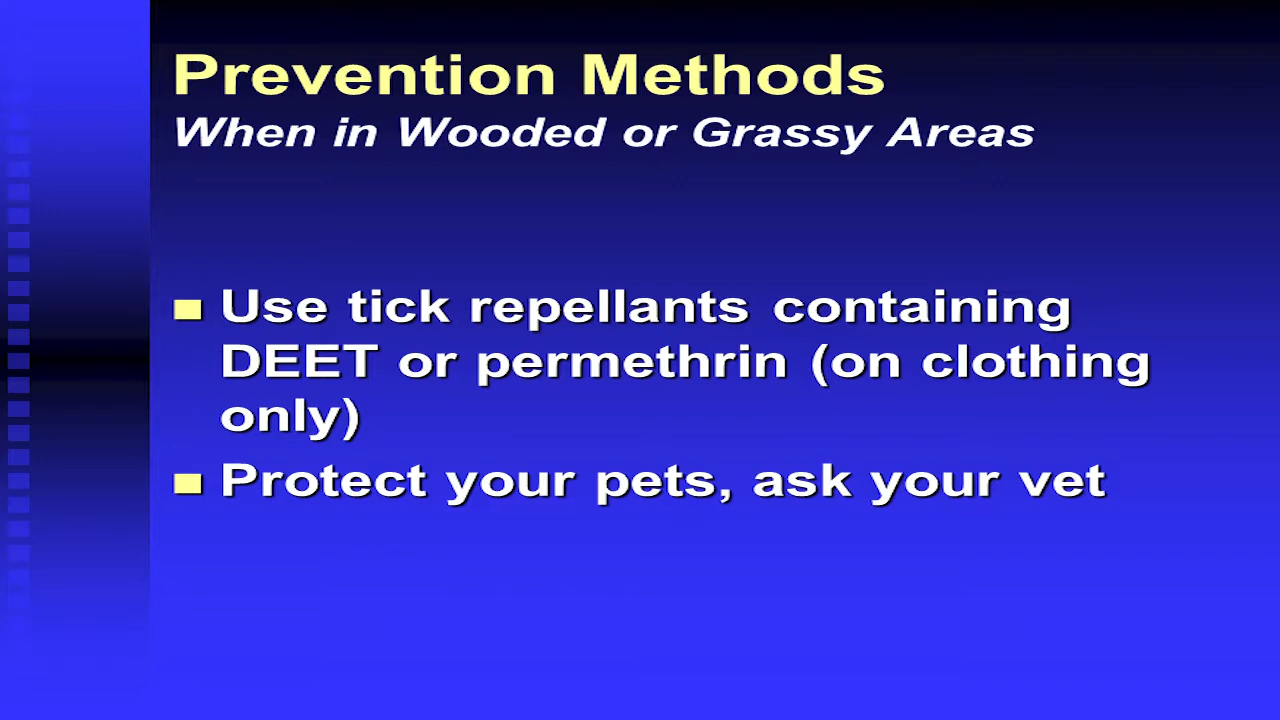 Prevention Methods
When in Wooded or Grassy Areas
Use tick repellants containing
DEET or permethrin (on clothing
only)
Protect your pets, ask your vet